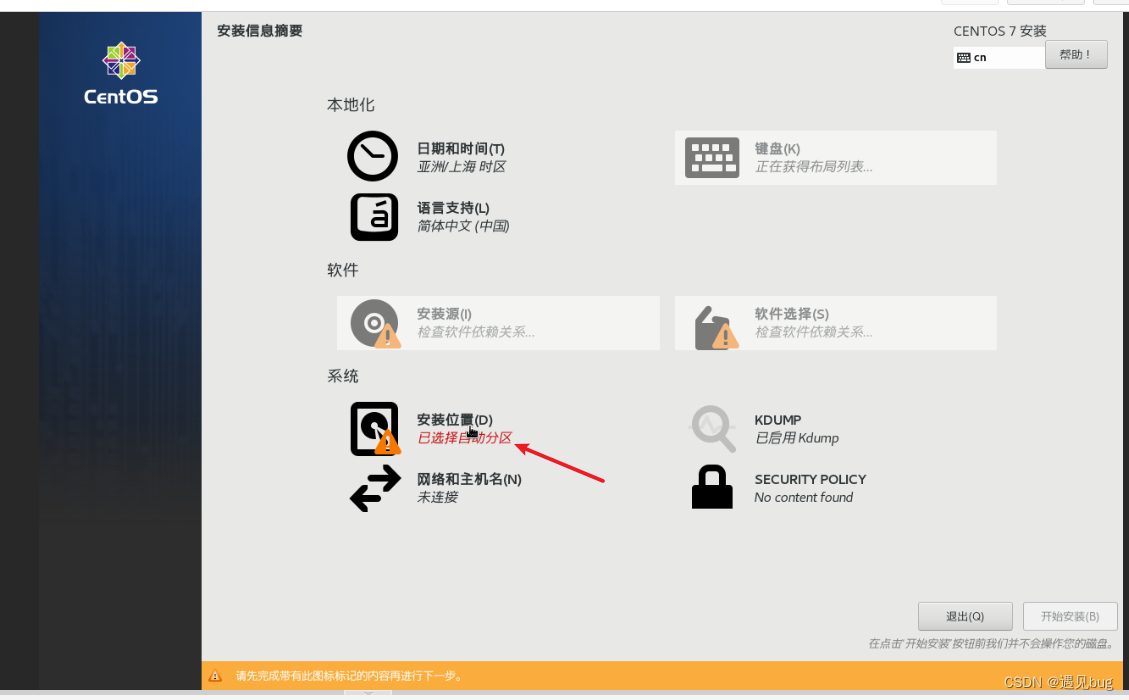 安装信息摘要
CENTOS 7 安装
cn
帮助！
CentOS
本地化
日期和时间(T)
亚洲/上海 时区
键盘(K)
正在获得布局列表...
语言支持(L)
简体中文 (中国)
软件
安装源(I)
检查软件依赖关系...
软件选择(S)
检查软件依赖关系...
系统
安装位置(D)
已选择自动分区
KDUMP
已启用 Kdump
网络和主机名(N)
未连接
SECURITY POLICY
No content found
退出(Q)
开始安装(B)
在点击'开始安装'按钮前我们并不会操作您的磁盘。
请先完成带有此图标标记的内容再进行下一步。
CSDN @遇见bug